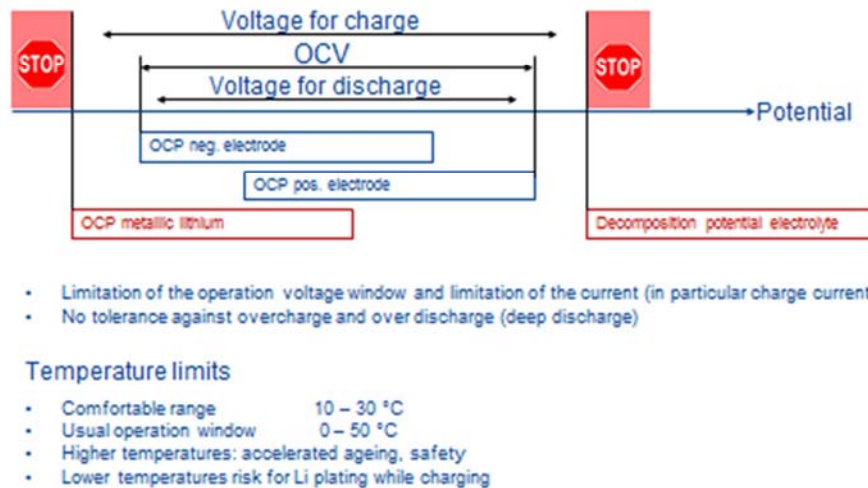 Voltage for charge
STOP
OCV
STOP
Voltage for discharge
Potential
OCP neg. electrode
OCP pos. electrode
OCP metallic lithium
Decomposition potential electrolyte
• Limitation of the operation voltage window and limitation of the current (in particular charge current
• No tolerance against overcharge and over discharge (deep discharge)
Temperature limits
• Comfortable range 10 – 30 °C
• Usual operation window 0 – 50 °C
• Higher temperatures: accelerated ageing, safety
• Lower temperatures risk for Li plating while charging